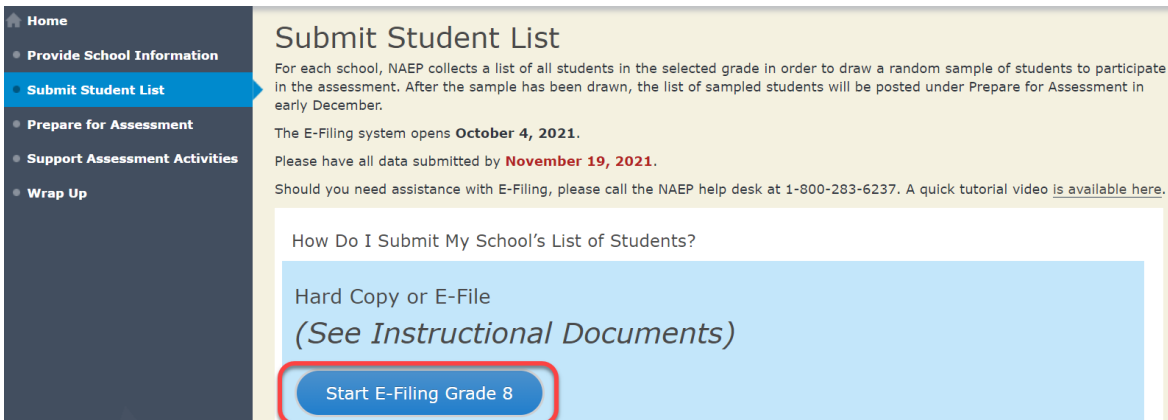 Home
Provide School Information
Submit Student List
Prepare for Assessment
Support Assessment Activities
Wrap Up
Submit Student List
For each school, NAEP collects a list of all students in the selected grade in order to draw a random sample of students to participate
in the assessment. After the sample has been drawn, the list of sampled students will be posted under Prepare for Assessment in
early December.
The E-Filing system opens October 4, 2021.
Please have all data submitted by November 19, 2021.
Should you need assistance with E-Filing, please call the NAEP help desk at 1-800-283-6237. A quick tutorial video is available here.
How Do I Submit My School's List of Students?
Hard Copy or E-File
(See Instructional Documents)
Start E-Filing Grade 8